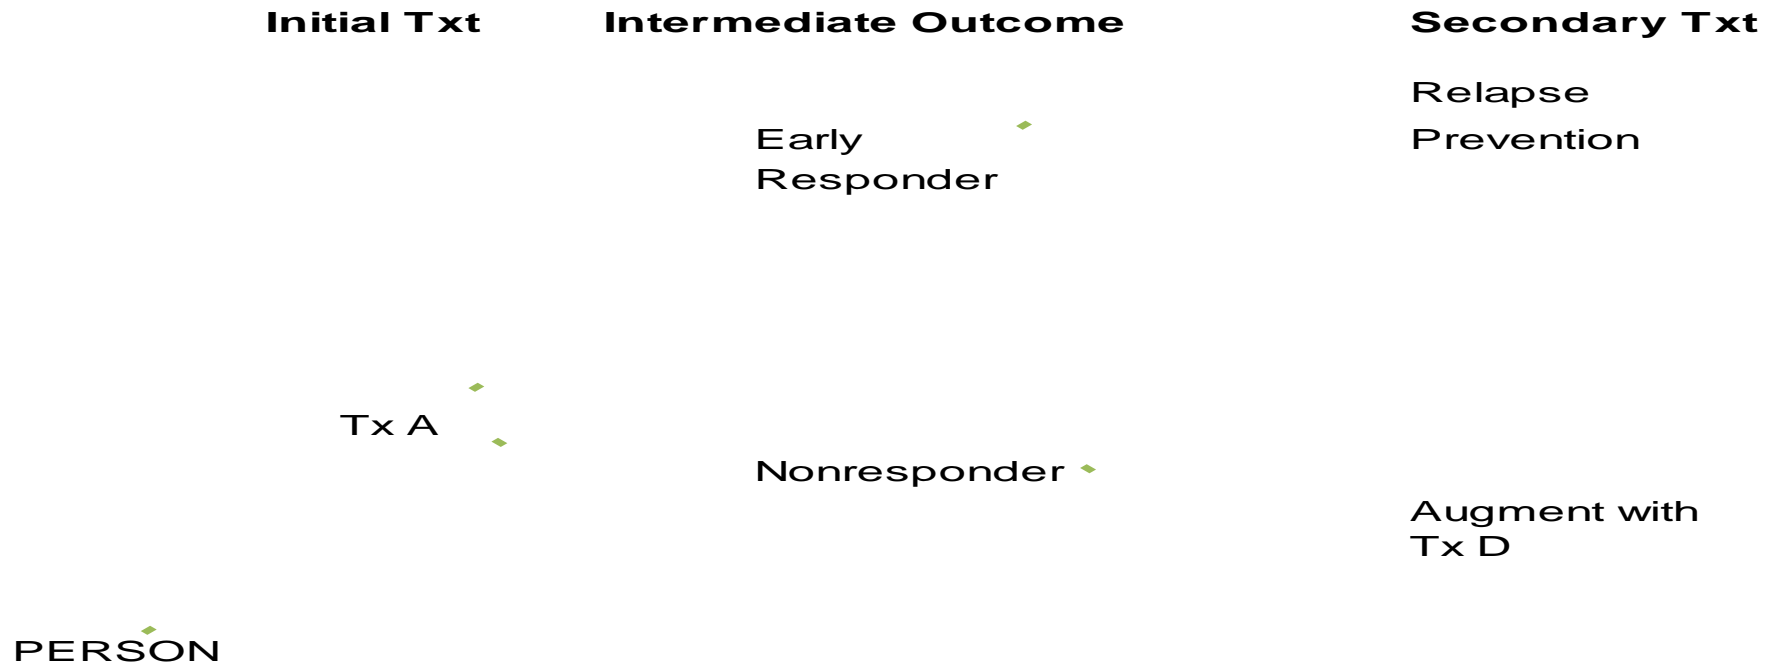 Initial Txt Intermediate Outcome Secondary Txt
Relapse
Early Prevention
Responder
Tx A
Nonresponder
Augment with
Tx D
PERSON